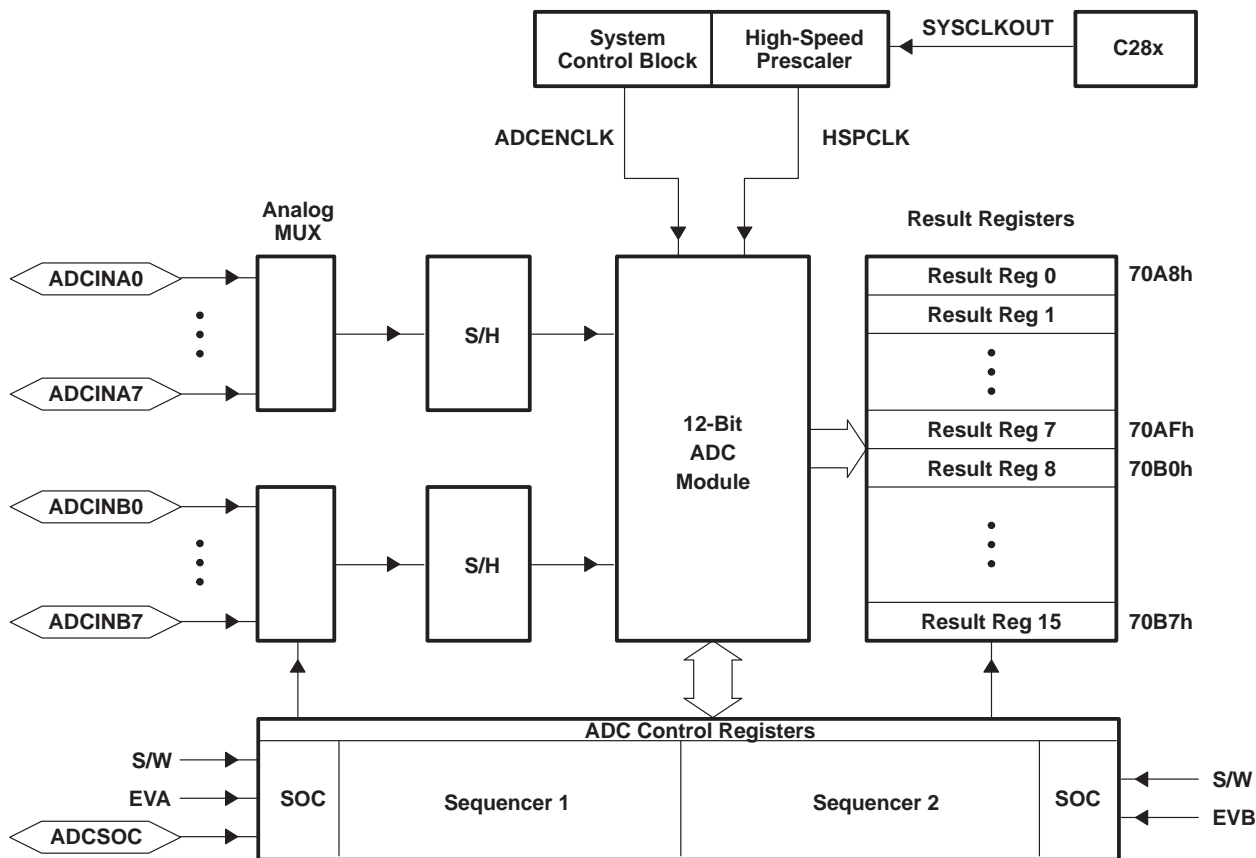 System
Control Block
High-Speed
Prescaler
SYSCLKOUT
C28x
ADCENCLK
HSPCLK
Analog
MUX
Result Registers
ADCINA0
ADCINA7
S/H
12-Bit
ADC
Module
Result Reg 0
70A8h
Result Reg 1
Result Reg 7
70AFh
Result Reg 8
70B0h
ADCINB0
ADCINB7
S/H
Result Reg 15
70B7h
ADC Control Registers
S/W
EVA
ADCSOC
SOC
Sequencer 1
Sequencer 2
SOC
S/W
EVB